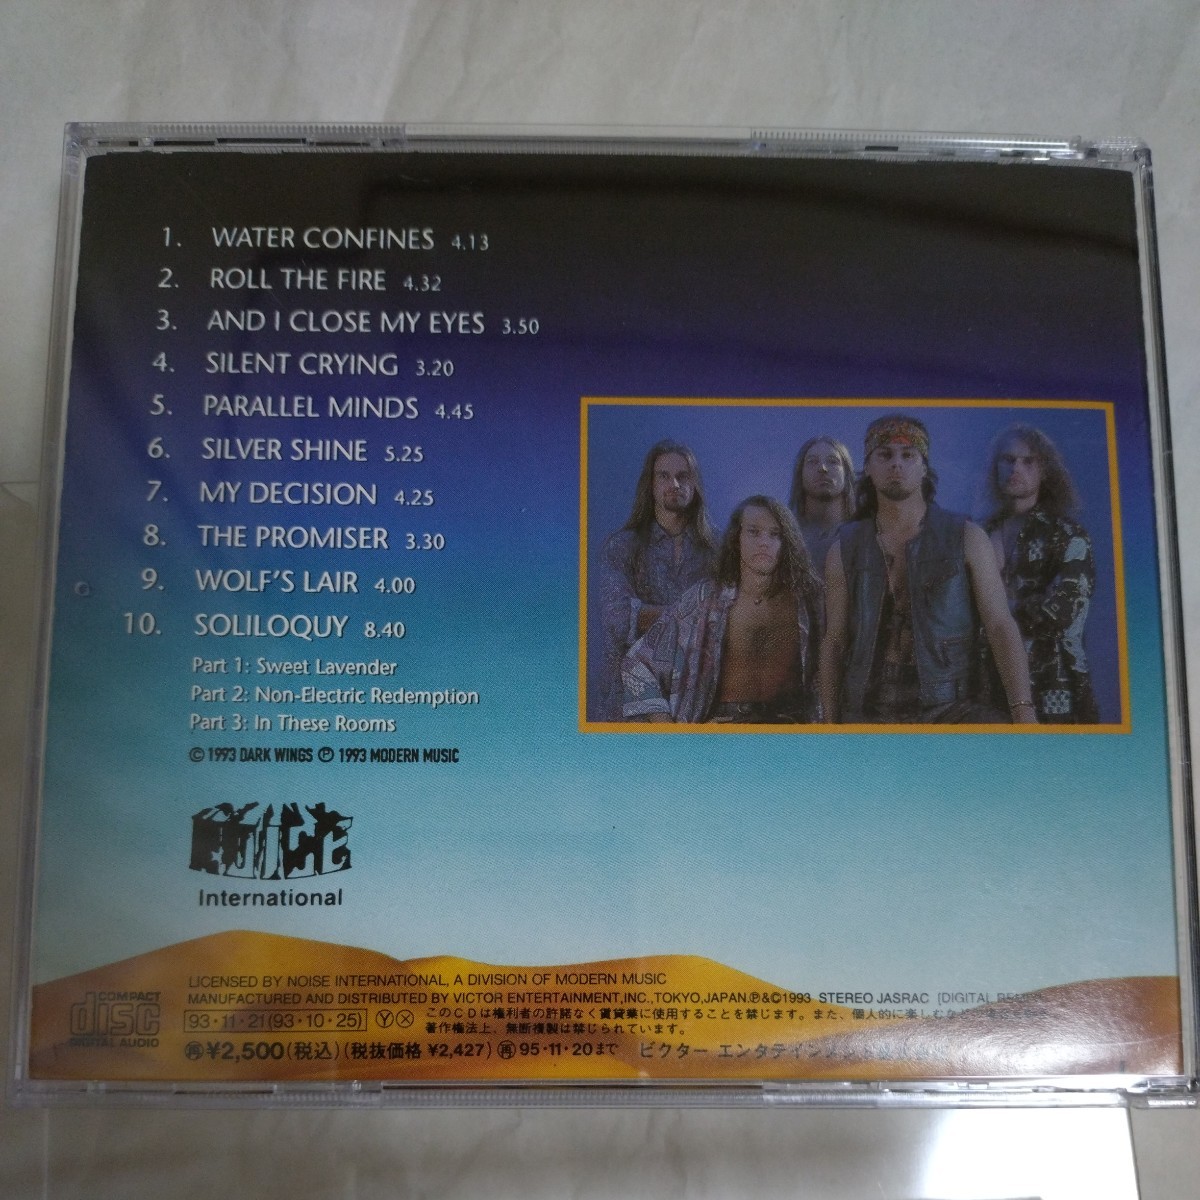 1. WATER CONFINES 4.13
2. ROLL THE FIRE 4.32
3. AND I CLOSE MY EYES 3.50
4. SILENT CRYING 3.20
5. PARALLEL MINDS 4.45
6. SILVER SHINE 5.25
7. MY DECISION 4.25
8. THE PROMISER 3.30
9. WOLF'S LAIR 4.00
10. SOLILOQUY 8.40
Part 1: Sweet Lavender
Part 2: Non-Electric Redemption
Part 3: In These Rooms
© 1993 DARK WINGS ℗ 1993 MODERN MUSIC
NOISE
International
LICENSED BY NOISE INTERNATIONAL, A DIVISION OF MODERN MUSIC
MANUFACTURED AND DISTRIBUTED BY VICTOR ENTERTAINMENT,INC.,TOKYO,JAPAN.℗&©1993 STEREO JASRAC [DIGITAL
COMPACT
disc
DIGITAL AUDIO
93・11・21(93・10・25) Ⓨ Ⓧ
このCDは権利者の許諾なく賃貸業に使用することを禁じます。また、個人的に楽しむなどの
著作権法上、無断複製は禁じられています。
㊢¥2,500(税込)(税抜価格 ¥2,427) 再95・11・20まで ビクター エンタテインメント